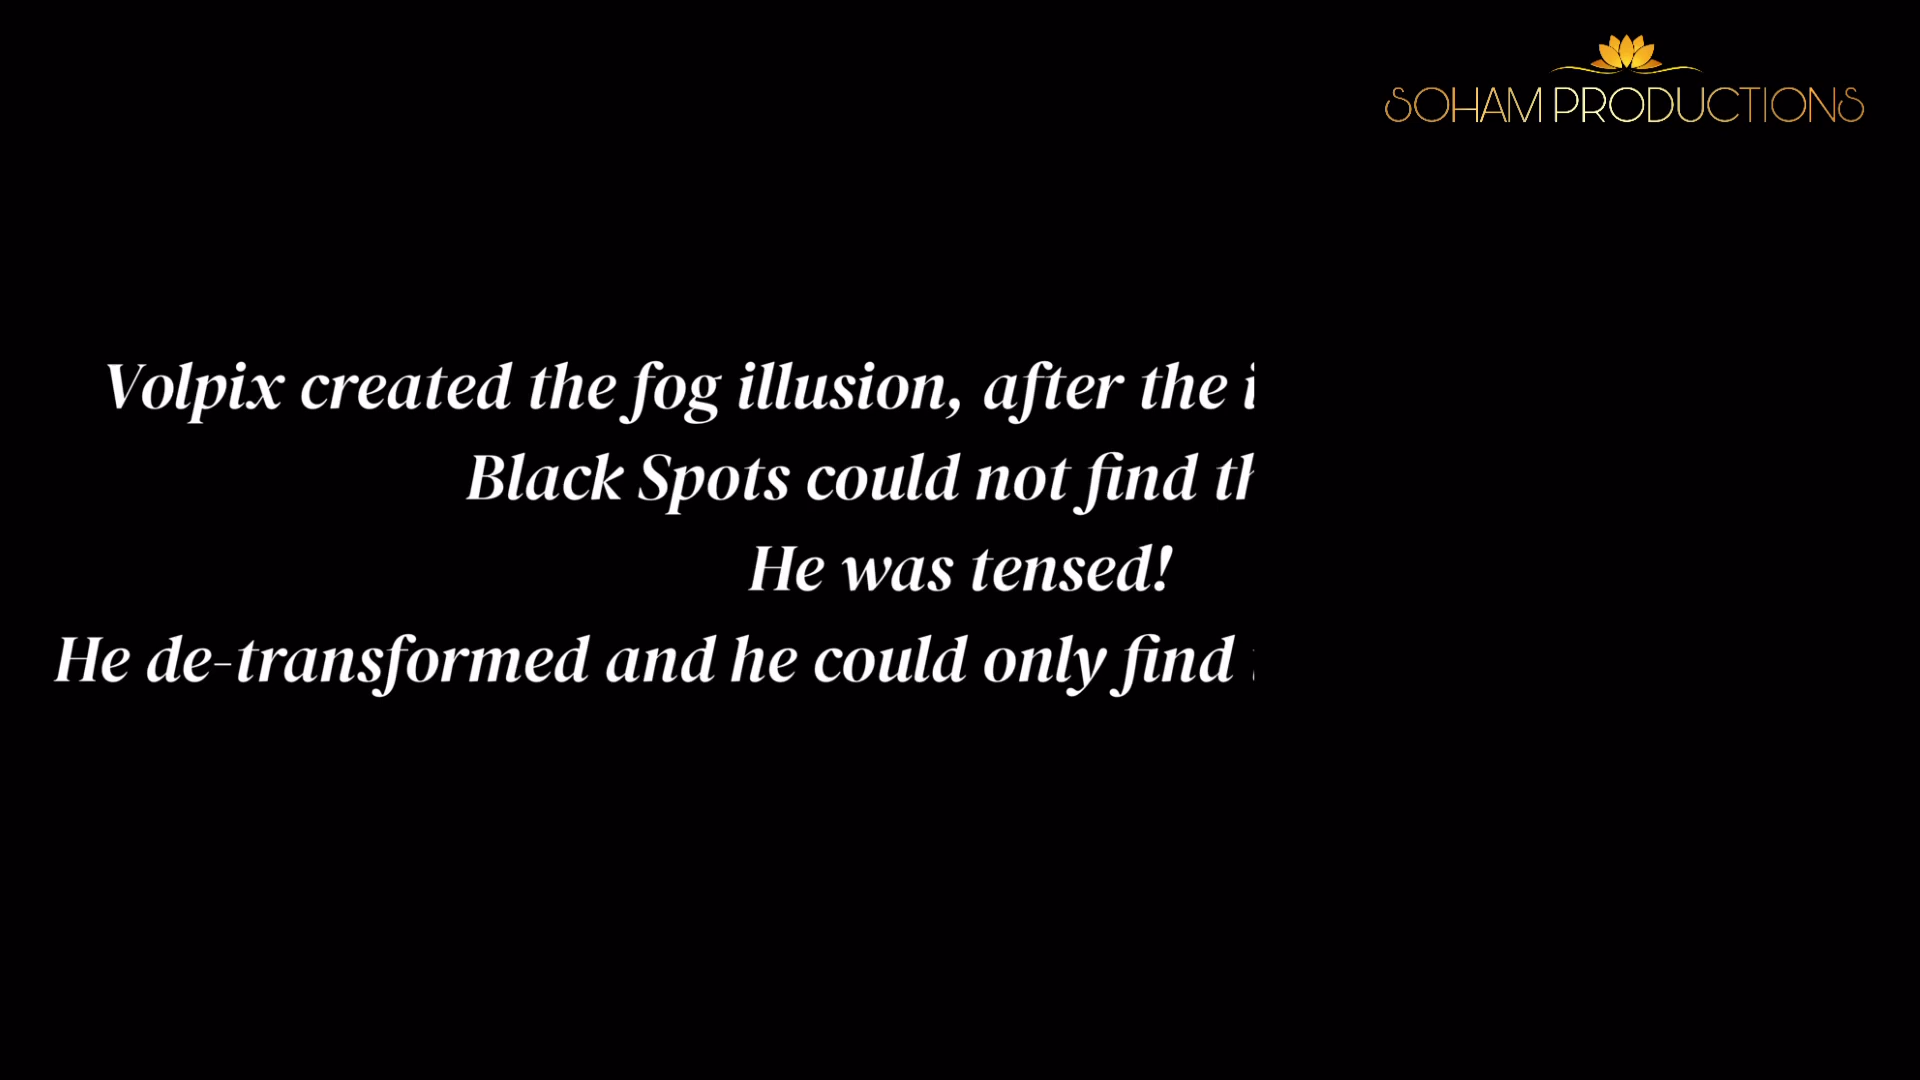 SOHAM PRODUCTIONS
Volpix created the fog illusion, after the
Black Spots could not find
He was tensed!
He de-transformed and he could only find